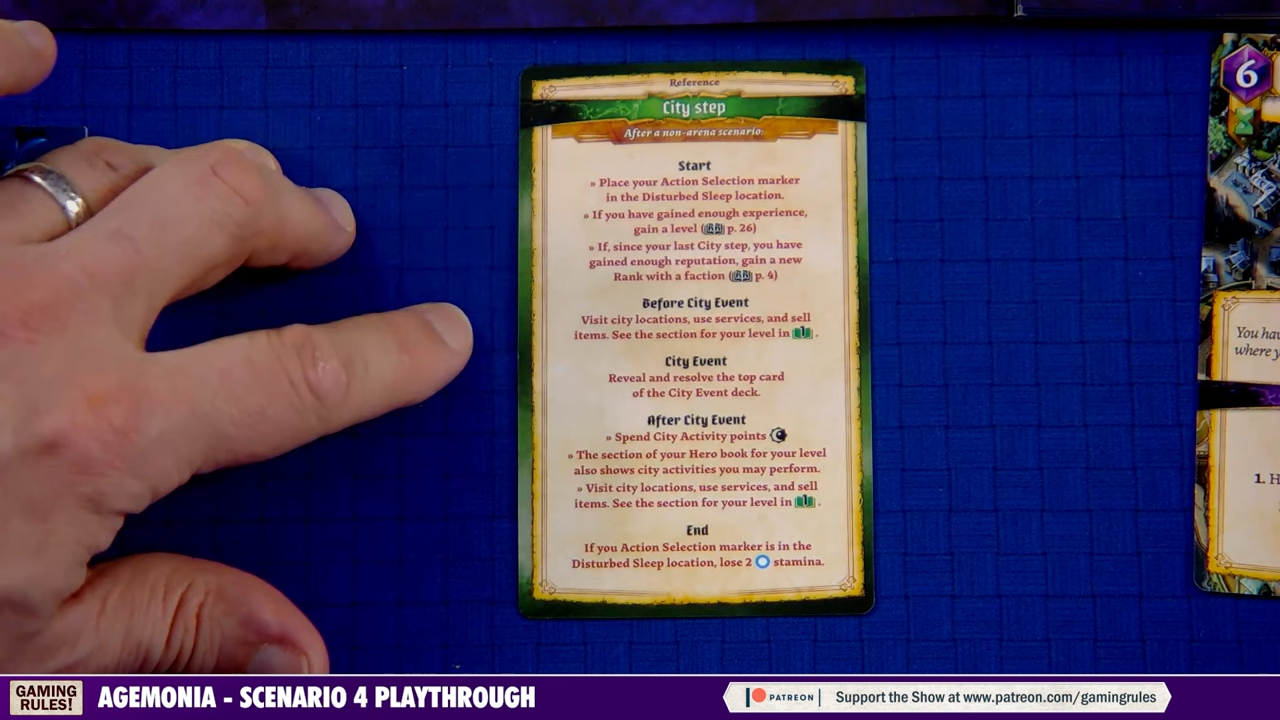 Reference
City step
After a non-arena scenario:
Start
» Place your Action Selection marker
in the Disturbed Sleep location.
» If you have gained enough experience,
gain a level ( p. 26)
» If, since your last City step, you have
gained enough reputation, gain a new
Rank with a faction ( p. 4)
Before City Event
Visit city locations, use services, and sell
items. See the section for your level in 1 .
City Event
Reveal and resolve the top card
of the City Event deck.
After City Event
» Spend City Activity points
» The section of your Hero book for your level
also shows city activities you may perform.
» Visit city locations, use services, and sell
items. See the section for your level in 1 .
End
If you Action Selection marker is in the
Disturbed Sleep location, lose 2 stamina.
6
You hav
where y
1. H
GAMING
RULES!
AGEMONIA - SCENARIO 4 PLAYTHROUGH
PATREON
Support the Show at www.patreon.com/gamingrules